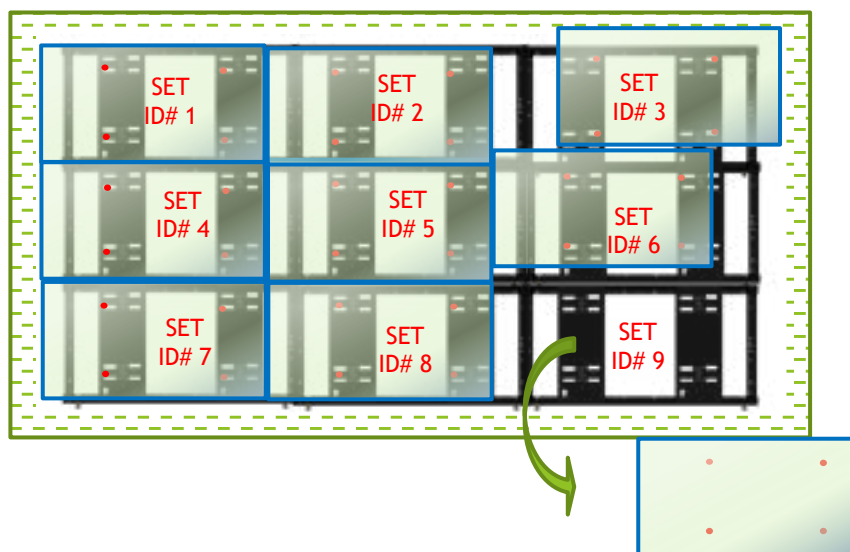 SET
ID# 1
SET
ID# 2
SET
ID# 3
SET
ID# 4
SET
ID# 5
SET
ID# 6
SET
ID# 7
SET
ID# 8
SET
ID# 9